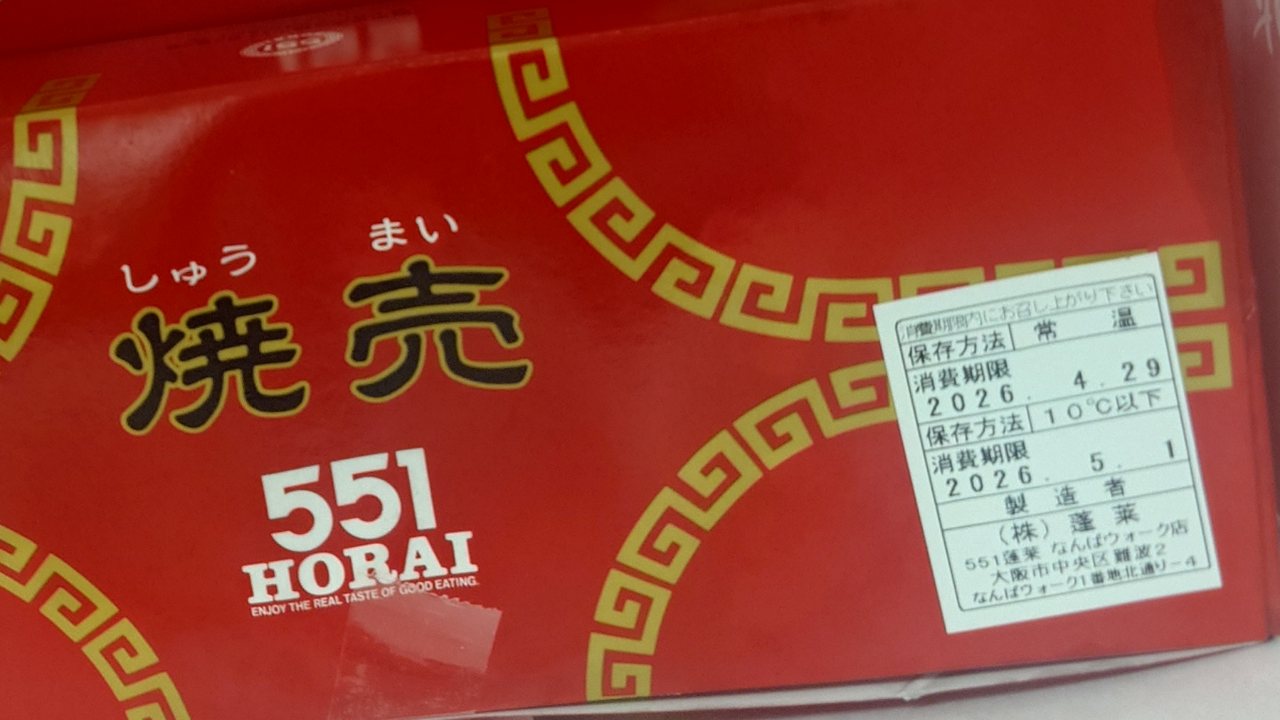 551
しゅう まい
焼売
551
HORAI
ENJOY THE REAL TASTE OF GOOD EATING.
消費期限内にお召し上がり下さい
保存方法 常 温
消費期限
2026. 4. 29
保存方法 10℃以下
消費期限
2026. 5. 1
製 造 者
(株) 蓬 莱
551蓬莱 なんばウォーク店
大阪市中央区難波2
なんばウォーク1番地北通り-4